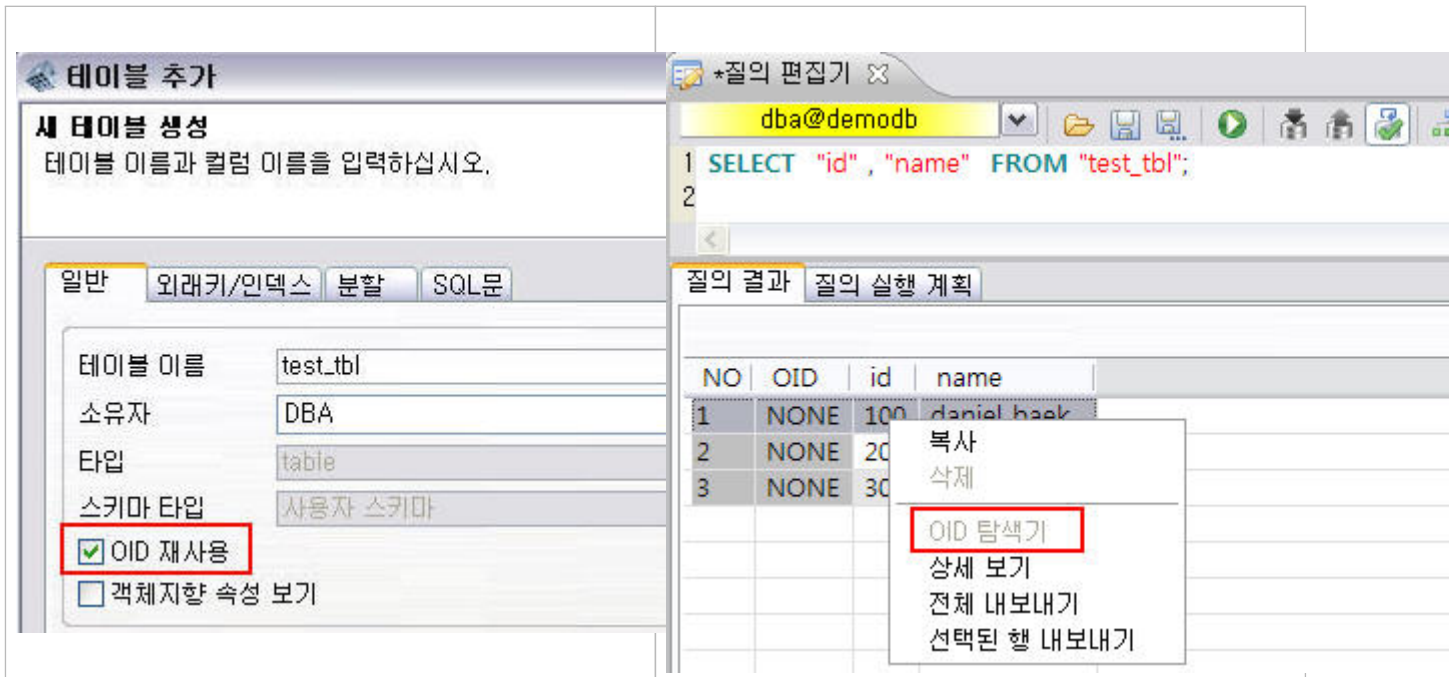 테이블 추가
새 테이블 생성
테이블 이름과 컬럼 이름을 입력하십시오.
일반 외래키/인덱스 분할 SQL문
테이블 이름 test_tbl
소유자 DBA
타입 table
스키마 타입 사용자 스키마
OID 재사용
객체지향 속성 보기
*질의 편집기
dba@demodb
1 SELECT "id" , "name" FROM "test_tbl";
2
질의 결과 질의 실행 계획
NO OID id name
1 NONE 100 daniel baek
2 NONE 20
3 NONE 30
복사
삭제
OID 탐색기
상세 보기
전체 내보내기
선택된 행 내보내기